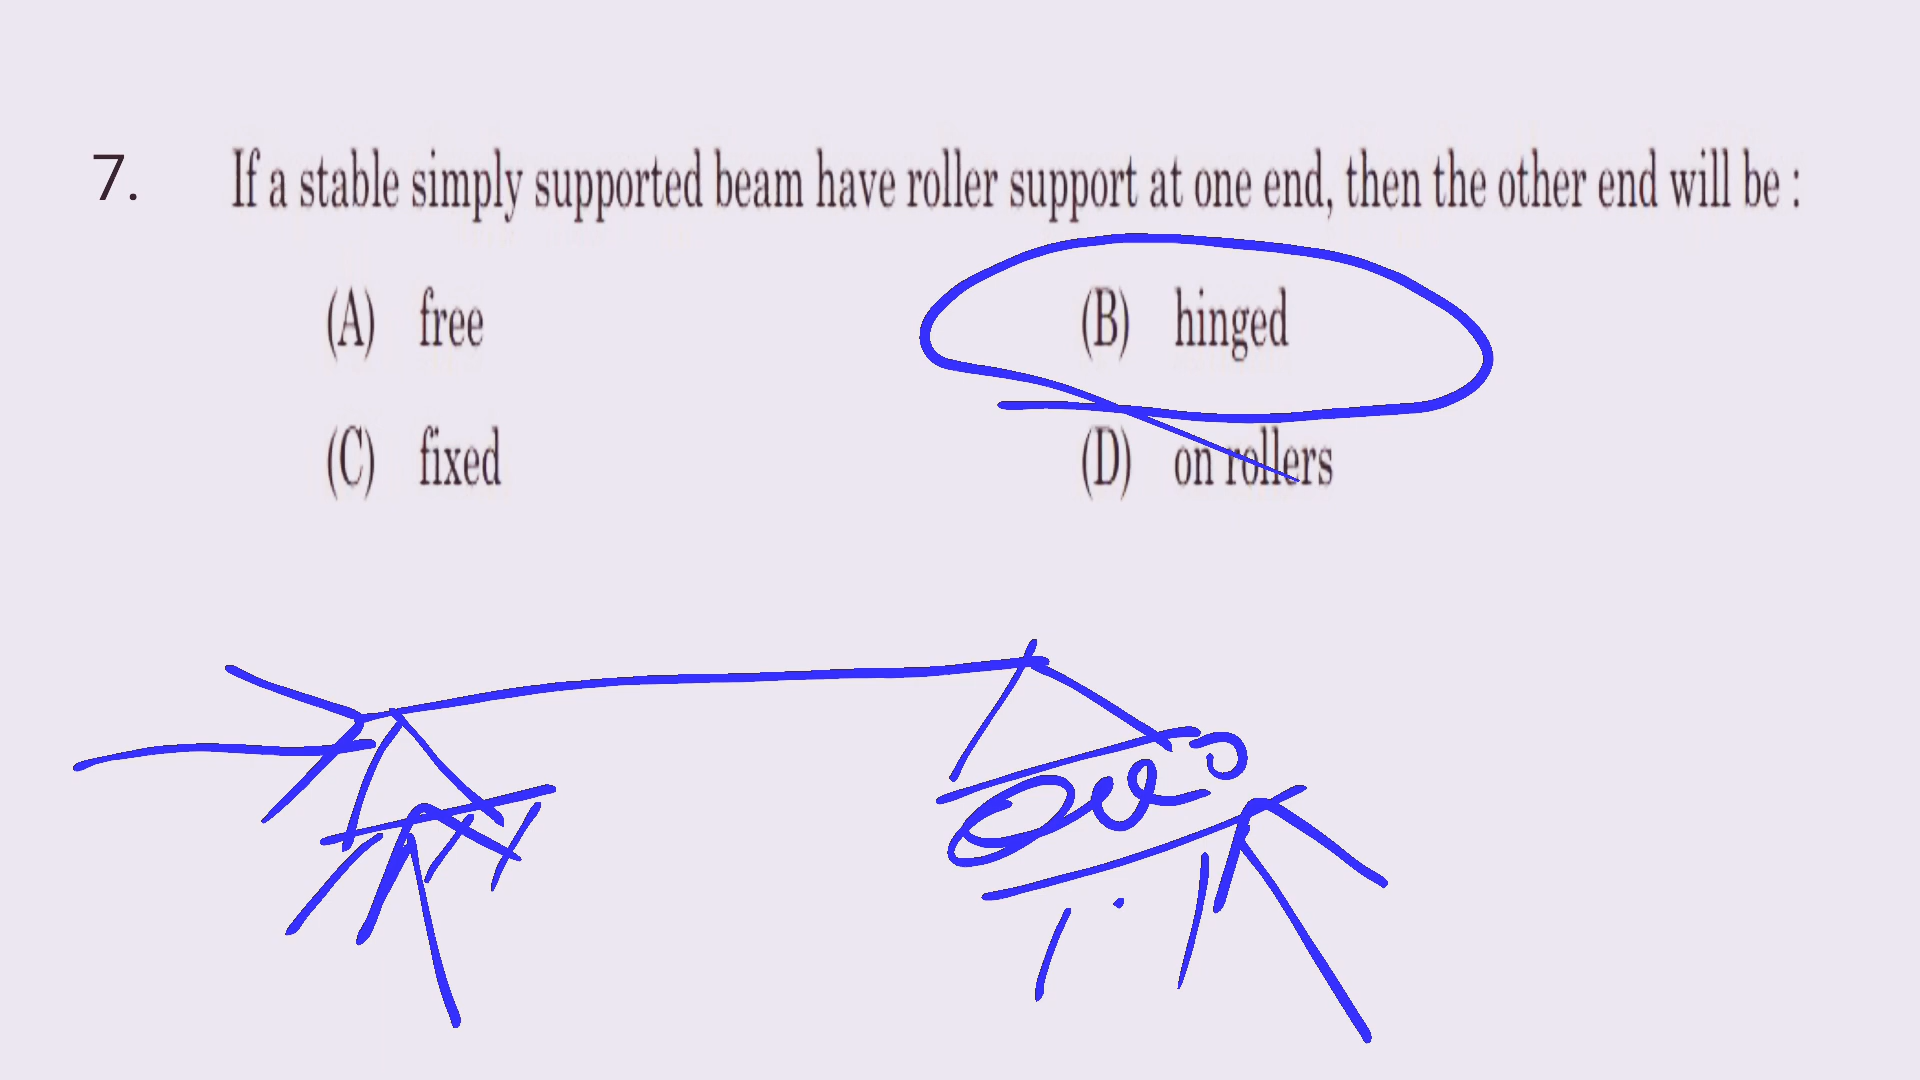 7. If a stable simply supported beam have roller support at one end, then the other end will be :
(A) free (B) hinged
(C) fixed (D) on rollers